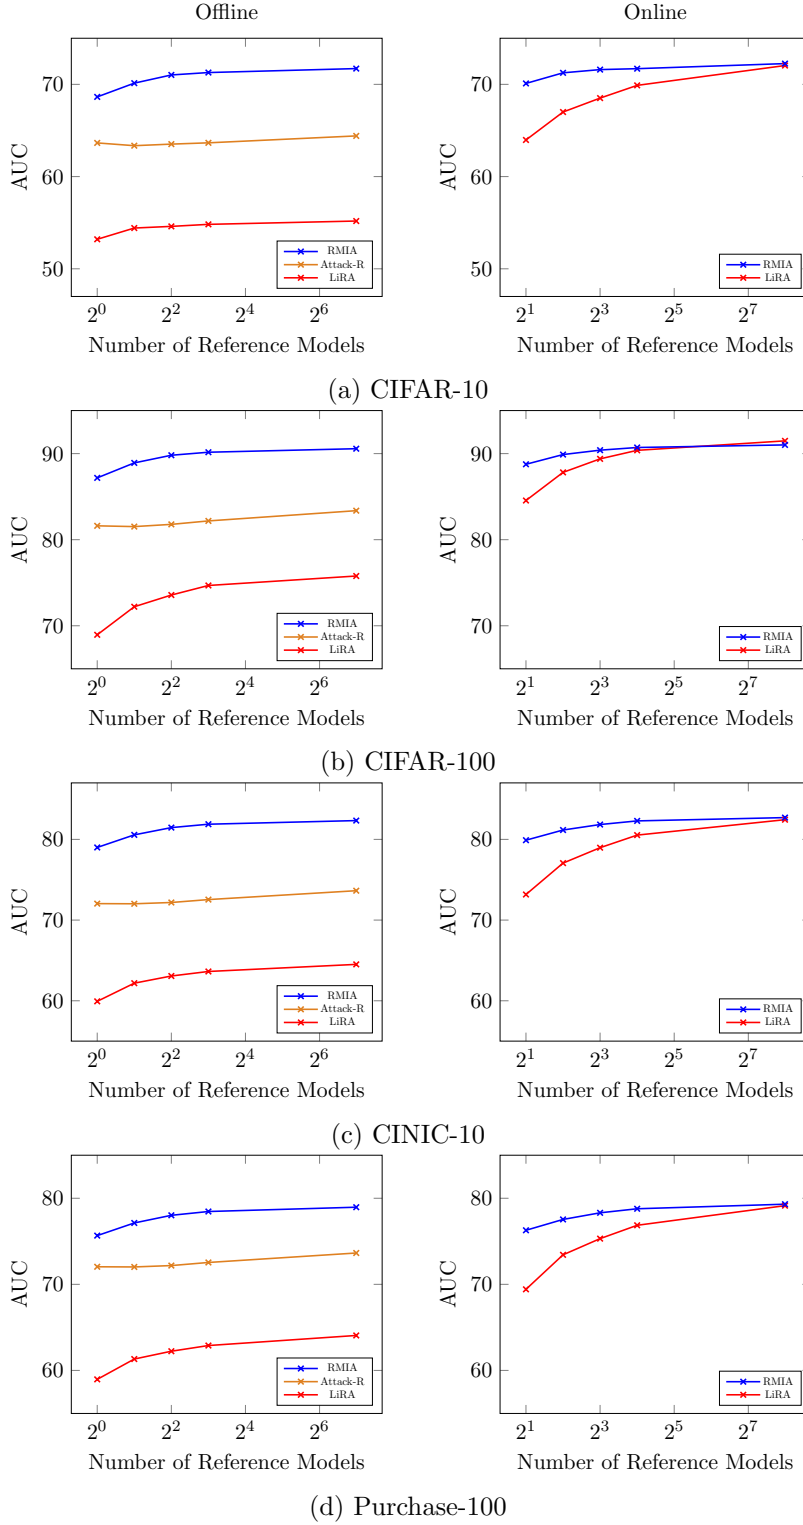 Offline
Online
AUC
70
60
50
RMIA
Attack-R
LiRA
2^0 2^2 2^4 2^6
Number of Reference Models
AUC
70
60
50
RMIA
LiRA
2^1 2^3 2^5 2^7
Number of Reference Models
(a) CIFAR-10
AUC
90
80
70
RMIA
Attack-R
LiRA
2^0 2^2 2^4 2^6
Number of Reference Models
AUC
90
80
70
RMIA
LiRA
2^1 2^3 2^5 2^7
Number of Reference Models
(b) CIFAR-100
AUC
80
70
60
RMIA
Attack-R
LiRA
2^0 2^2 2^4 2^6
Number of Reference Models
AUC
80
70
60
RMIA
LiRA
2^1 2^3 2^5 2^7
Number of Reference Models
(c) CINIC-10
AUC
80
70
60
RMIA
Attack-R
LiRA
2^0 2^2 2^4 2^6
Number of Reference Models
AUC
80
70
60
RMIA
LiRA
2^1 2^3 2^5 2^7
Number of Reference Models
(d) Purchase-100